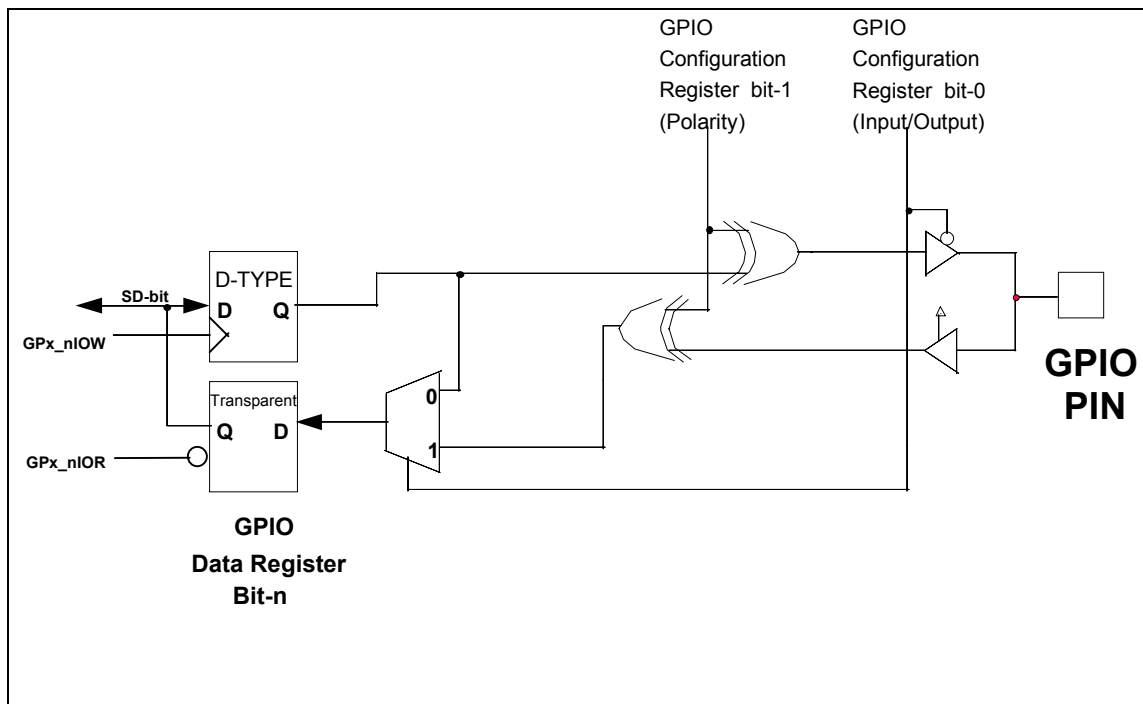 GPIO
Configuration
Register bit-1
(Polarity)
GPIO
Configuration
Register bit-0
(Input/Output)
D-TYPE
SD-bit
D Q
GPx_nIOW
Transparent
Q D
GPx_nIOR
0
1
GPIO
PIN
GPIO
Data Register
Bit-n